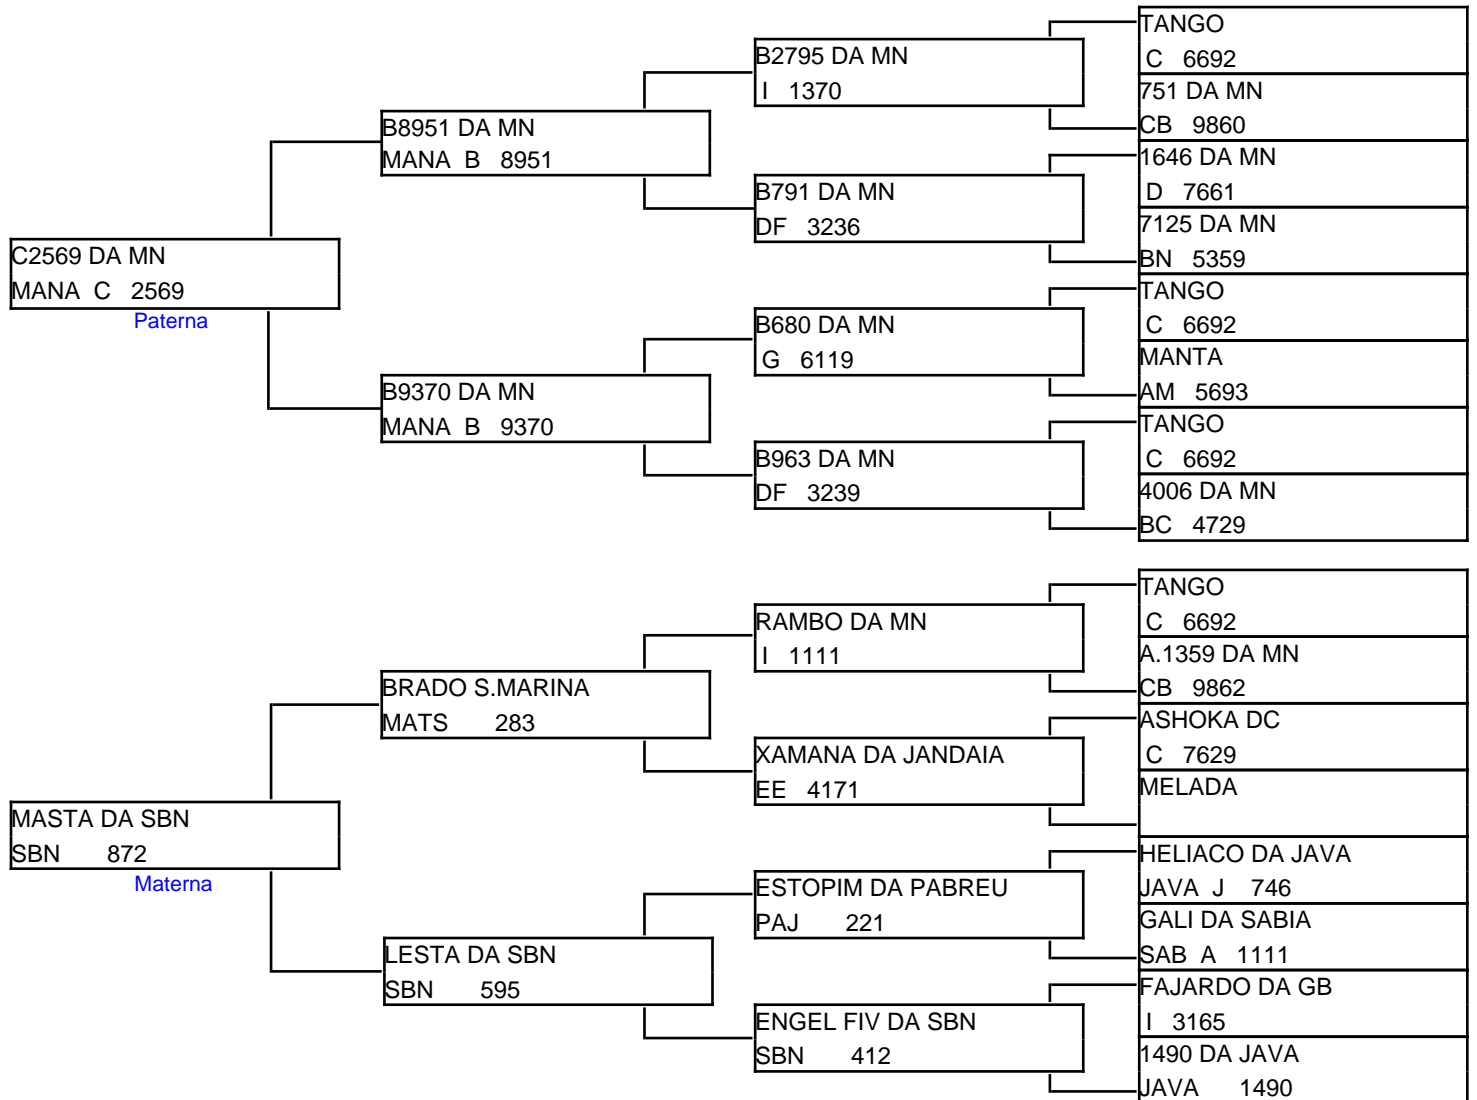 TANGO
C 6692
B2795 DA MN
I 1370
751 DA MN
CB 9860
B8951 DA MN
MANA B 8951
1646 DA MN
D 7661
B791 DA MN
DF 3236
7125 DA MN
BN 5359
C2569 DA MN
MANA C 2569
Paterna
TANGO
C 6692
B680 DA MN
G 6119
MANTA
AM 5693
B9370 DA MN
MANA B 9370
TANGO
C 6692
B963 DA MN
DF 3239
4006 DA MN
BC 4729
TANGO
C 6692
RAMBO DA MN
I 1111
A.1359 DA MN
CB 9862
BRADO S.MARINA
MATS 283
ASHOKA DC
C 7629
XAMANA DA JANDAIA
EE 4171
MELADA
MASTA DA SBN
SBN 872
Materna
HELIACO DA JAVA
JAVA J 746
ESTOPIM DA PABREU
PAJ 221
GALI DA SABIA
SAB A 1111
LESTA DA SBN
SBN 595
FAJARDO DA GB
I 3165
ENGEL FIV DA SBN
SBN 412
1490 DA JAVA
JAVA 1490